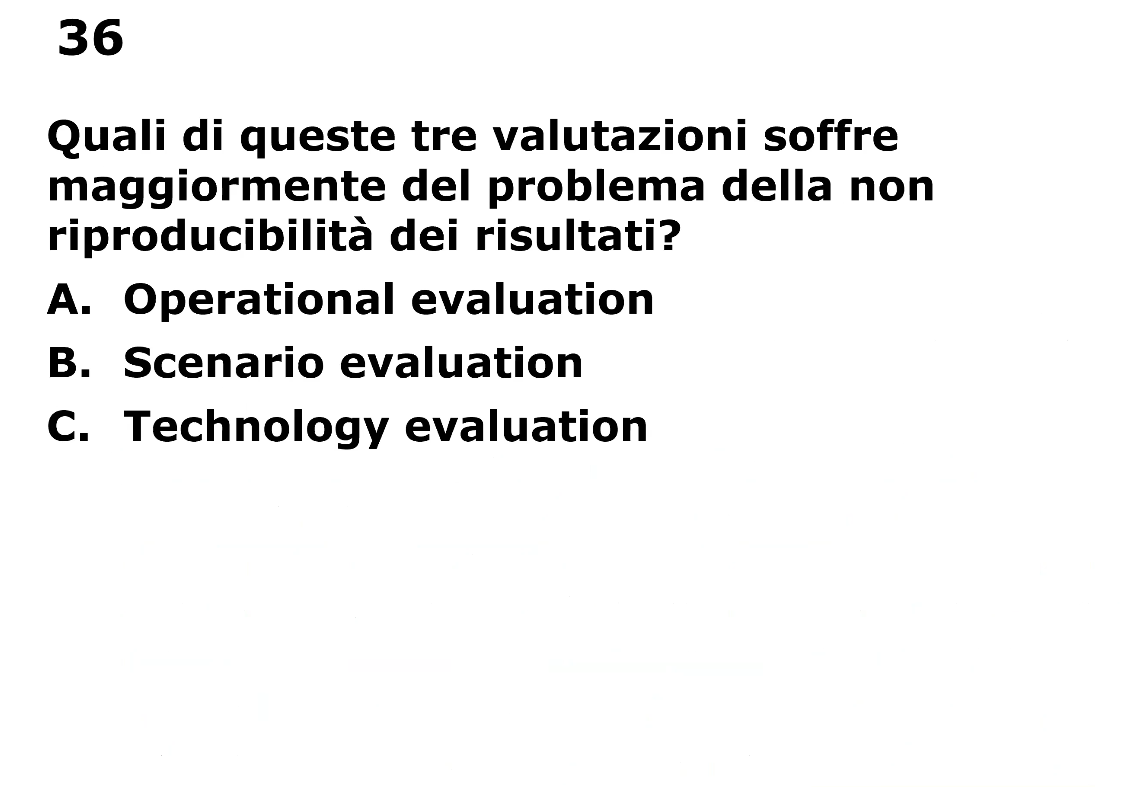 36
Quali di queste tre valutazioni soffre
maggiormente del problema della non
riproducibilità dei risultati?
A. Operational evaluation
B. Scenario evaluation
C. Technology evaluation